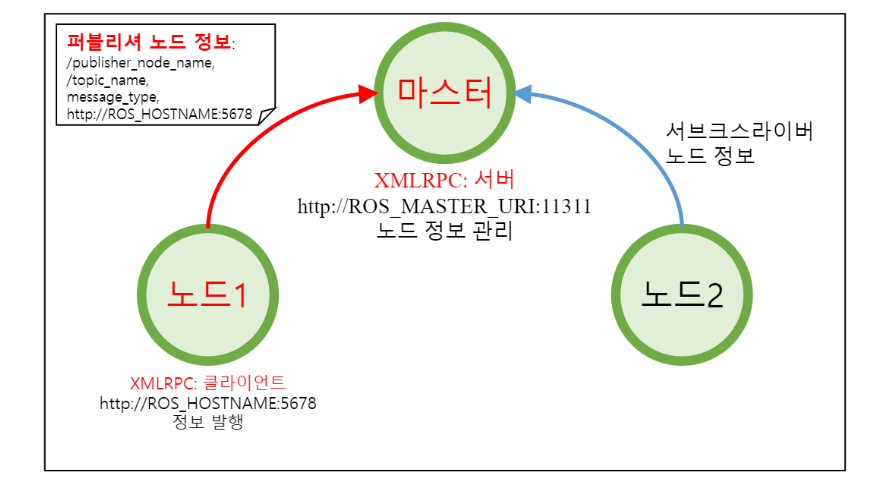 퍼블리셔 노드 정보:
/publisher_node_name,
/topic_name,
message_type,
http://ROS_HOSTNAME:5678
마스터
서브크스라이버
노드 정보
XMLRPC: 서버
http://ROS_MASTER_URI:11311
노드 정보 관리
노드1
노드2
XMLRPC: 클라이언트
http://ROS_HOSTNAME:5678
정보 발행